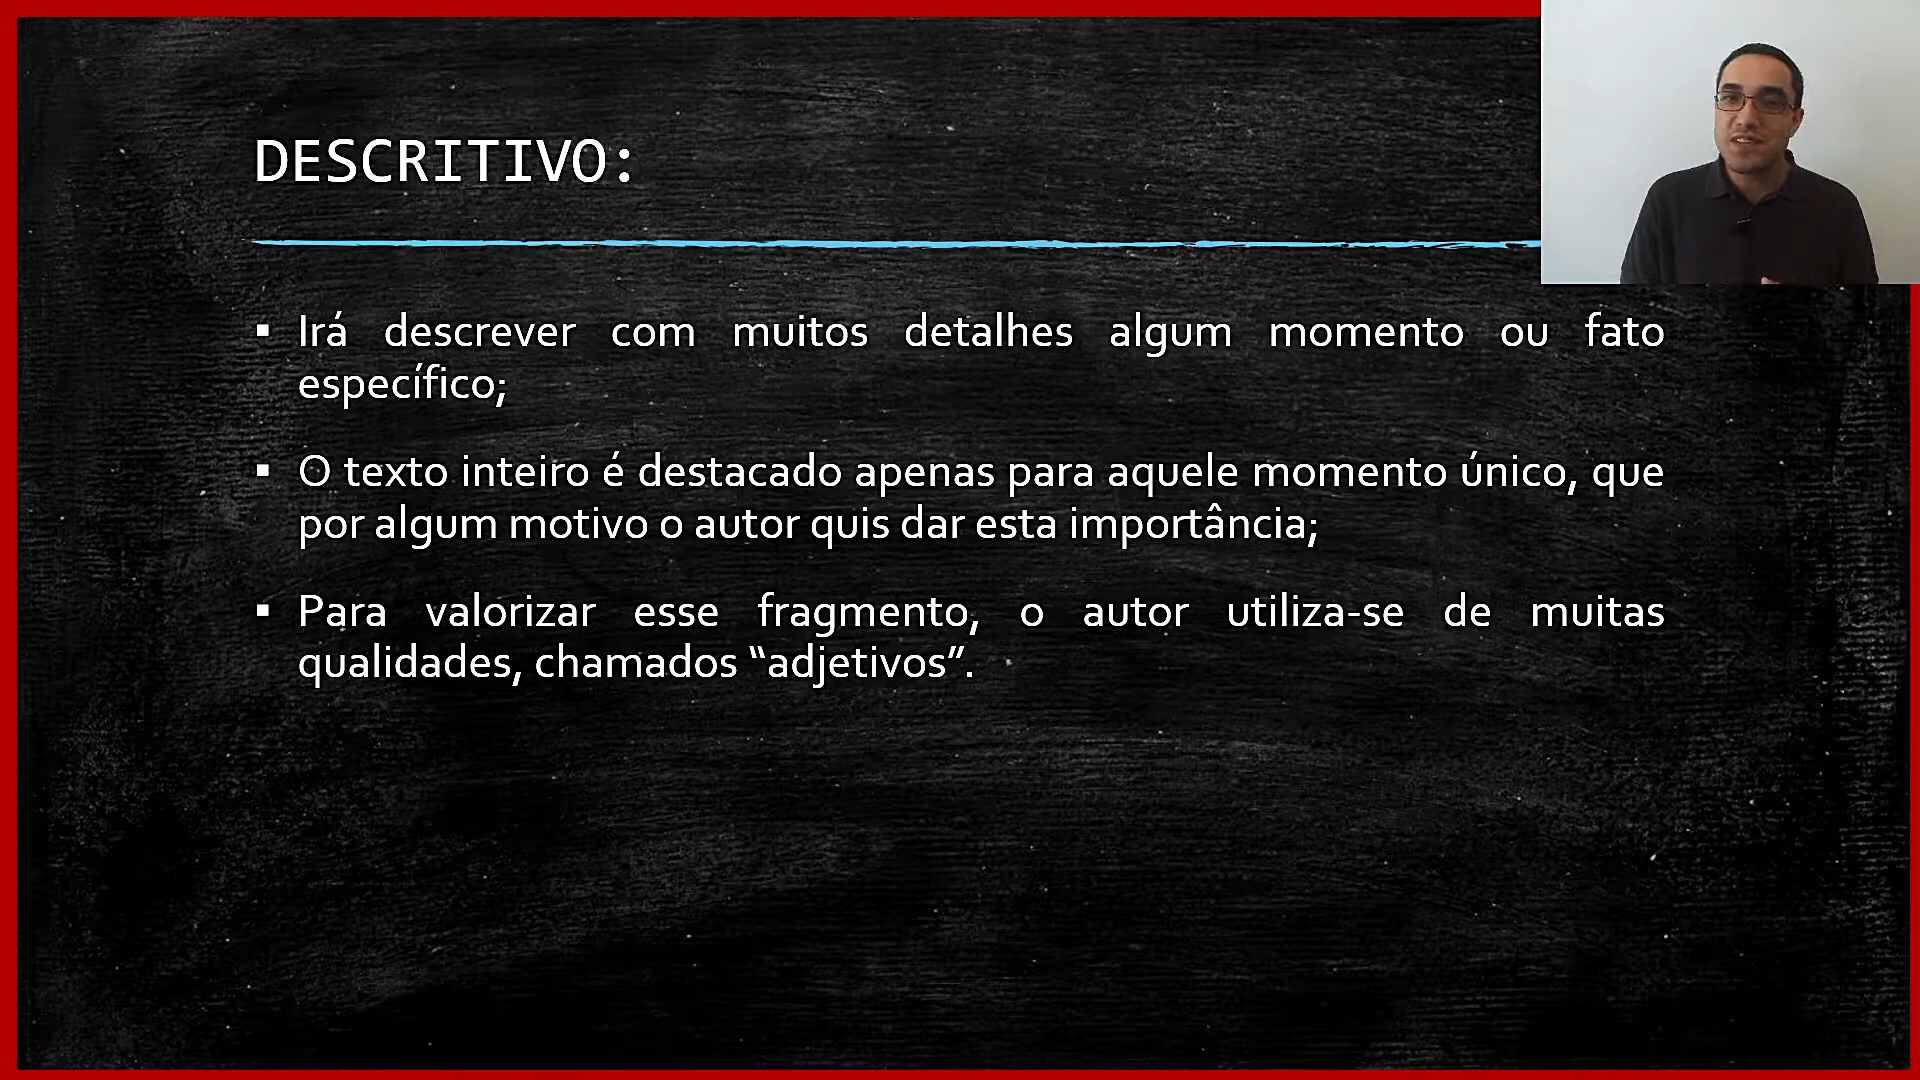 DESCRITIVO:
▪ Irá descrever com muitos detalhes algum momento ou fato
específico;
▪ O texto inteiro é destacado apenas para aquele momento único, que
por algum motivo o autor quis dar esta importância;
▪ Para valorizar esse fragmento, o autor utiliza-se de muitas
qualidades, chamados “adjetivos”.